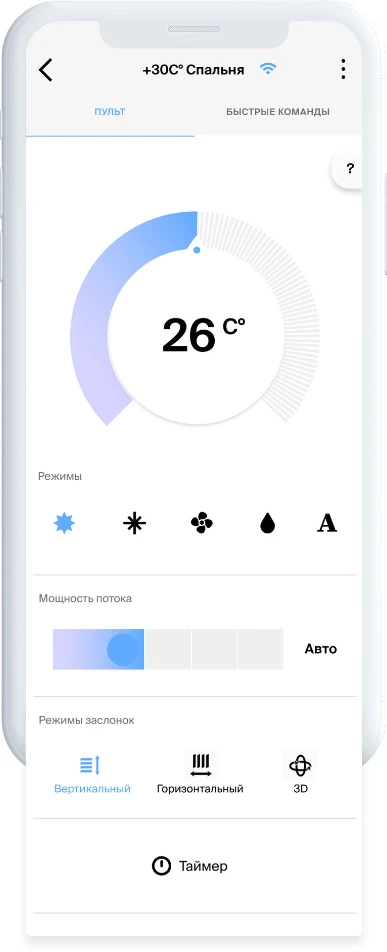 +30C° Спальня
ПУЛЬТ
БЫСТРЫЕ КОМАНДЫ
?
26 C°
Режимы
A
Мощность потока
Авто
Режимы заслонок
Вертикальный
Горизонтальный
3D
Таймер